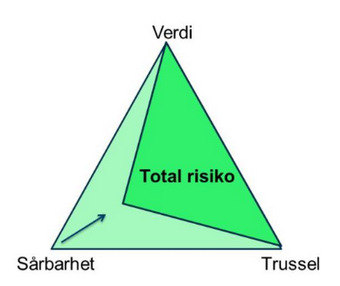 Verdi
Total risiko
Sårbarhet
Trussel